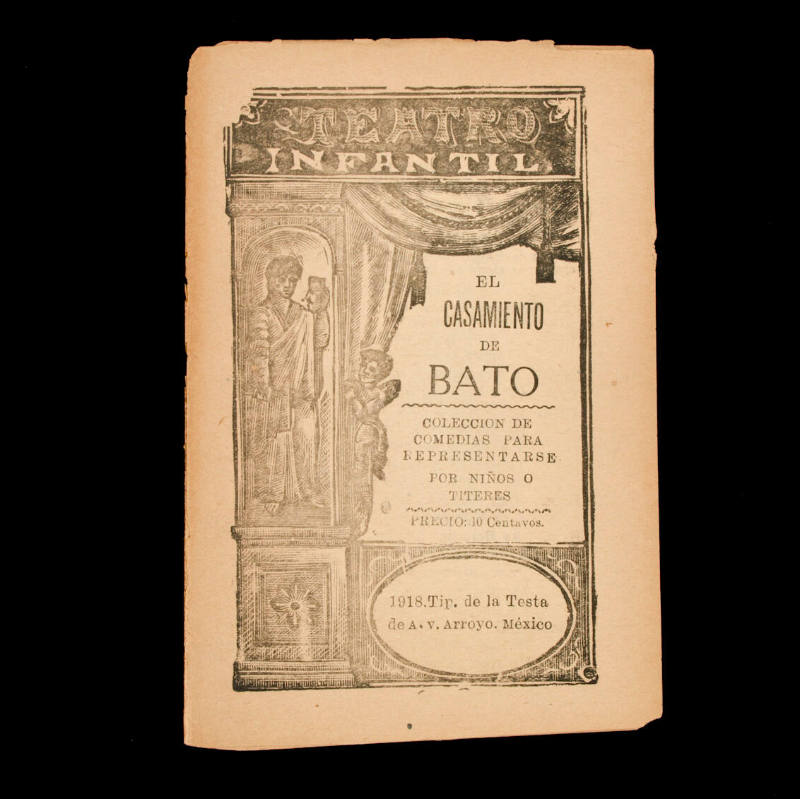 TEATRO
INFANTIL.
EL
CASAMIENTO
DE
BATO
COLECCION DE
COMEDIAS PARA
REPRESENTARSE
POR NIÑOS O
TITERES
PRECIO: 10 Centavos.
1918. Tip. de la Testa
de A. v. Arroyo. México